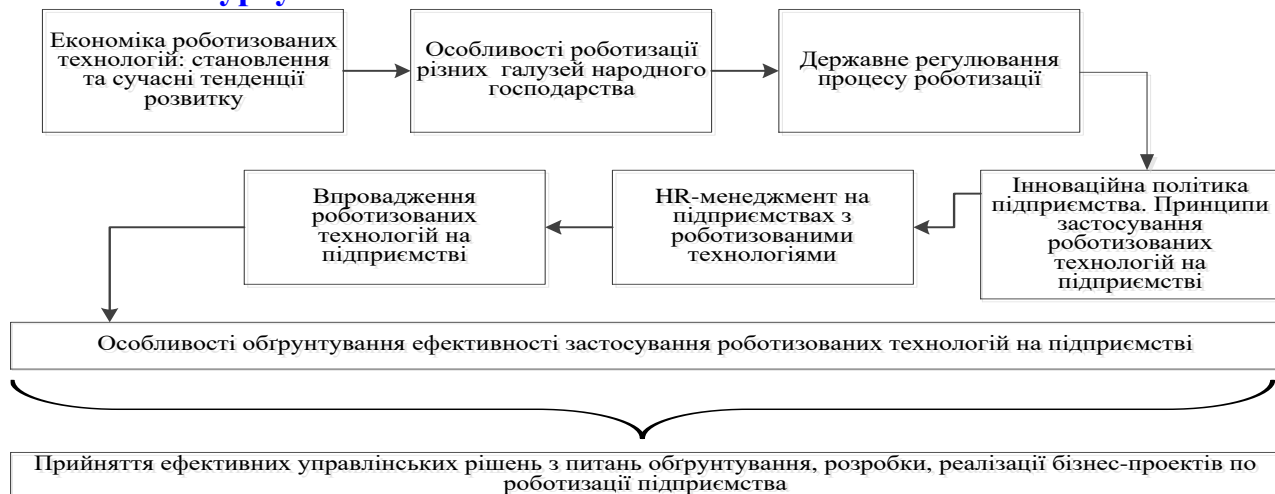 Економіка роботизованих
технологій: становлення
та сучасні тенденції
розвитку
Особливості роботизації
різних галузей народного
господарства
Державне регулювання
процесу роботизації
Інноваційна політика
підприємства. Принципи
застосування
роботизованих
технологій на
підприємстві
HR-менеджмент на
підприємствах з
роботизованими
технологіями
Впровадження
роботизованих
технологій на
підприємстві
Особливості обґрунтування ефективності застосування роботизованих технологій на підприємстві
Прийняття ефективних управлінських рішень з питань обґрунтування, розробки, реалізації бізнес-проектів по
роботизації підприємства